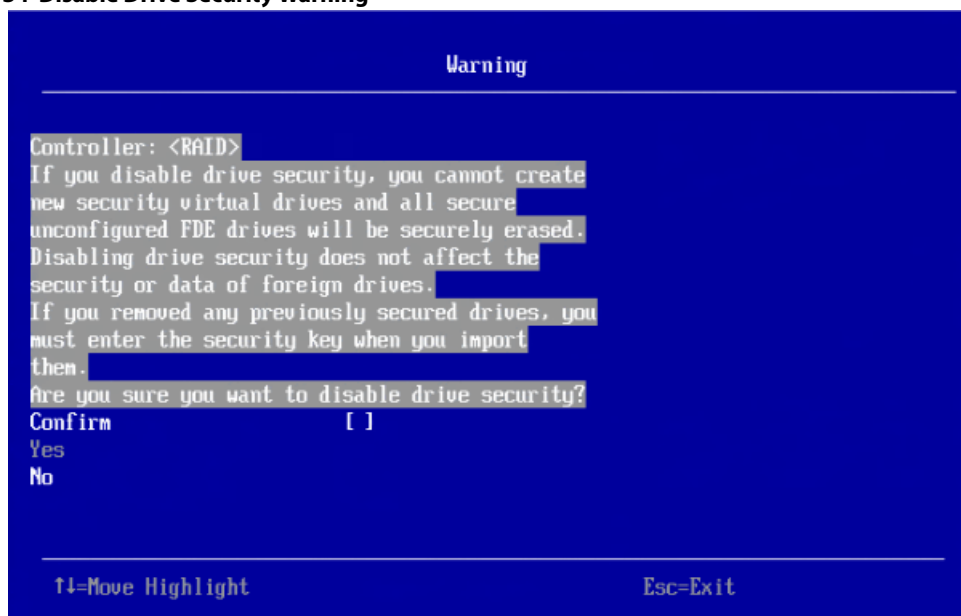 Disable Drive Security Warning
Warning
Controller: <RAID>
If you disable drive security, you cannot create
new security virtual drives and all secure
unconfigured FDE drives will be securely erased.
Disabling drive security does not affect the
security or data of foreign drives.
If you removed any previously secured drives, you
must enter the security key when you import
them.
Are you sure you want to disable drive security?
Confirm [ ]
Yes
No
↑↓=Move Highlight Esc=Exit